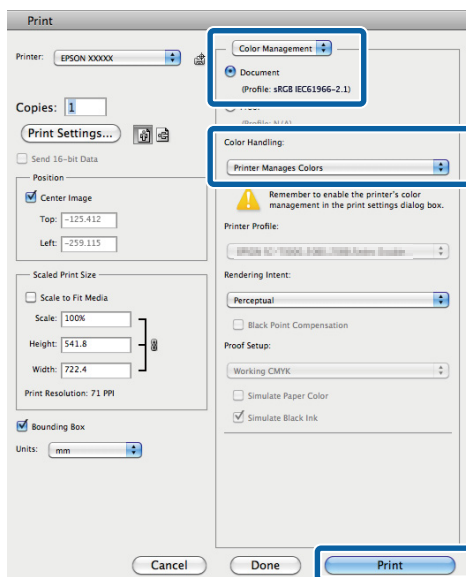 Print
Printer: EPSON XXXXX
Copies: 1
Print Settings...
Send 16-bit Data
Position
Center Image
Top: -125.412
Left: -259.115
Scaled Print Size
Scale to Fit Media
Scale: 100%
Height: 541.8
Width: 722.4
Print Resolution: 71 PPI
Bounding Box
Units: mm
Color Management
Document
(Profile: sRGB IEC61966-2.1)
Color Handling:
Printer Manages Colors
Remember to enable the printer's color
management in the print settings dialog box.
Printer Profile:
Rendering Intent:
Perceptual
Black Point Compensation
Proof Setup:
Working CMYK
Simulate Paper Color
Simulate Black Ink
Cancel
Done
Print